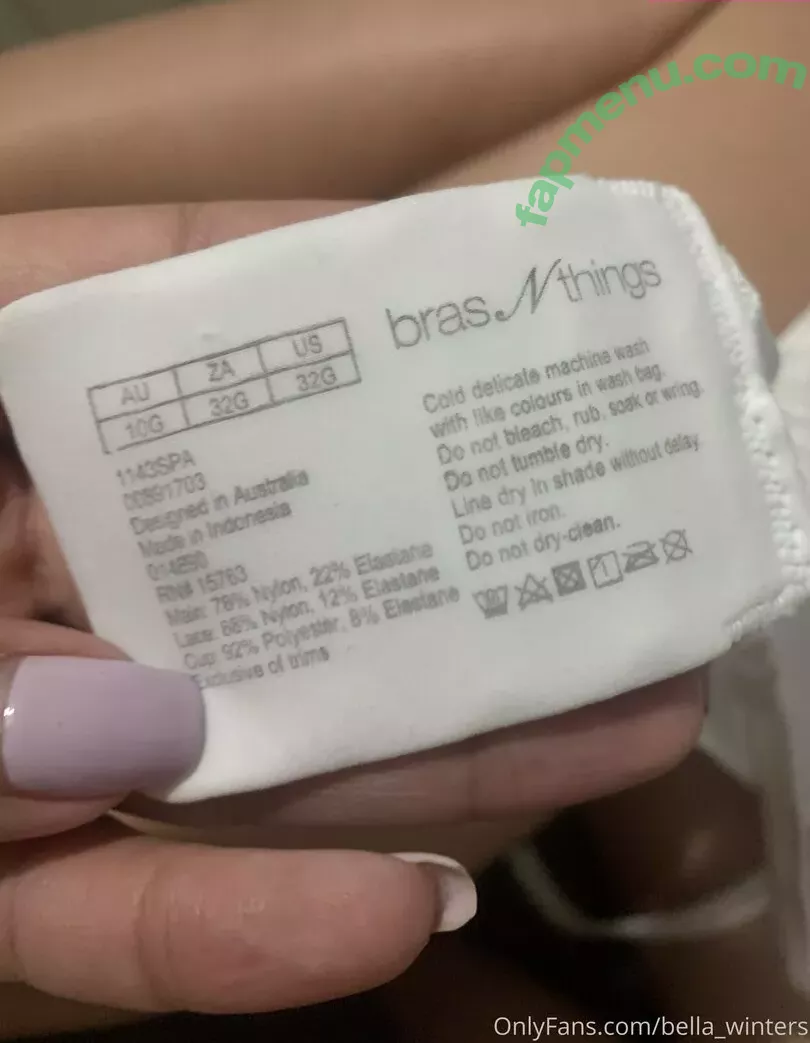 fapmenu.com
bras N things
AU ZA US
10G 32G 32G
1143SPA
00891703
Designed in Australia
Made in Indonesia
RN# 15763
Main: 78% Nylon, 22% Elastane
Lace: 88% Nylon, 12% Elastane
Cup 92% Polyester, 8% Elastane
Exclusive of trims
Cold delicate machine wash
with like colours in wash bag.
Do not bleach, rub, soak or wring.
Do not tumble dry.
Line dry in shade without delay.
Do not iron.
Do not dry-clean.
OnlyFans.com/bella_winters